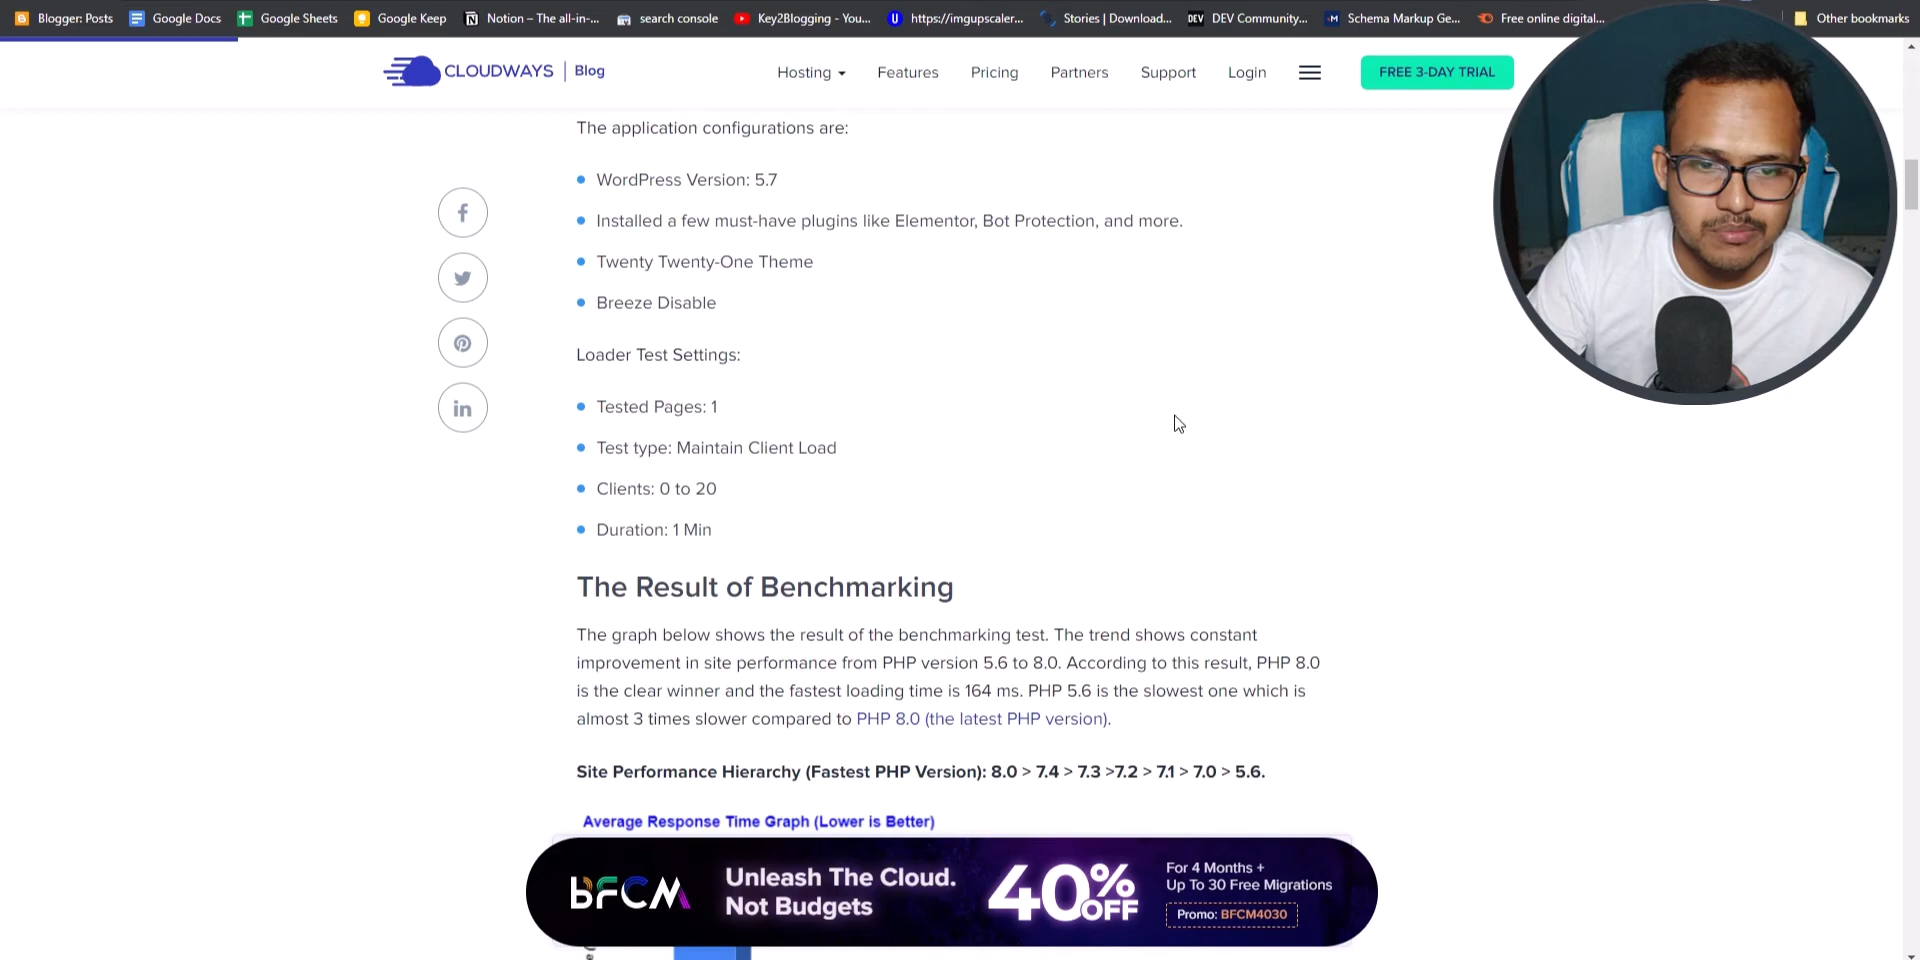 Blogger: Posts
Google Docs
Google Sheets
Google Keep
Notion – The all-in-...
search console
Key2Blogging - You...
https://imgupscaler...
Stories | Download...
DEV Community...
Schema Markup Ge...
Free online digital...
Other bookmarks
CLOUDWAYS | Blog
Hosting
Features
Pricing
Partners
Support
Login
FREE 3-DAY TRIAL
The application configurations are:
WordPress Version: 5.7
Installed a few must-have plugins like Elementor, Bot Protection, and more.
Twenty Twenty-One Theme
Breeze Disable
Loader Test Settings:
Tested Pages: 1
Test type: Maintain Client Load
Clients: 0 to 20
Duration: 1 Min
The Result of Benchmarking
The graph below shows the result of the benchmarking test. The trend shows constant
improvement in site performance from PHP version 5.6 to 8.0. According to this result, PHP 8.0
is the clear winner and the fastest loading time is 164 ms. PHP 5.6 is the slowest one which is
almost 3 times slower compared to PHP 8.0 (the latest PHP version).
Site Performance Hierarchy (Fastest PHP Version): 8.0 > 7.4 > 7.3 >7.2 > 7.1 > 7.0 > 5.6.
Average Response Time Graph (Lower is Better)
BFCM
Unleash The Cloud.
Not Budgets
40% OFF
For 4 Months +
Up To 30 Free Migrations
Promo: BFCM4030